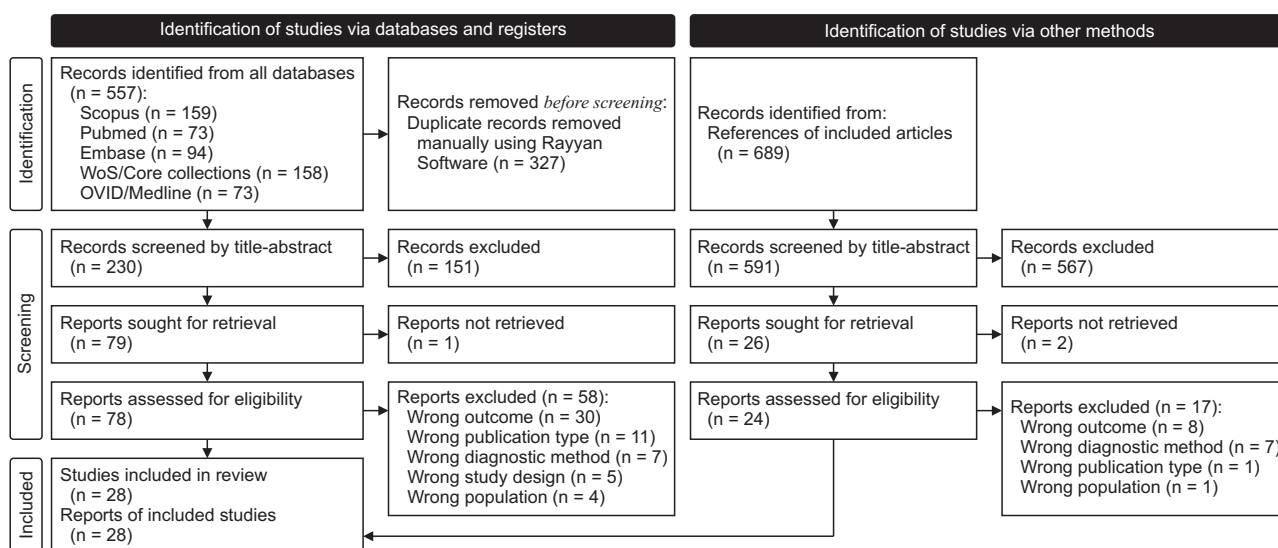 Identification of studies via databases and registers
Identification of studies via other methods
Identification
Records identified from all databases
(n = 557):
Scopus (n = 159)
Pubmed (n = 73)
Embase (n = 94)
WoS/Core collections (n = 158)
OVID/Medline (n = 73)
Records removed before screening:
Duplicate records removed
manually using Rayyan
Software (n = 327)
Records identified from:
References of included articles
(n = 689)
Screening
Records screened by title-abstract
(n = 230)
Records excluded
(n = 151)
Records screened by title-abstract
(n = 591)
Records excluded
(n = 567)
Reports sought for retrieval
(n = 79)
Reports not retrieved
(n = 1)
Reports sought for retrieval
(n = 26)
Reports not retrieved
(n = 2)
Reports assessed for eligibility
(n = 78)
Reports excluded (n = 58):
Wrong outcome (n = 30)
Wrong publication type (n = 11)
Wrong diagnostic method (n = 7)
Wrong study design (n = 5)
Wrong population (n = 4)
Reports assessed for eligibility
(n = 24)
Reports excluded (n = 17):
Wrong outcome (n = 8)
Wrong diagnostic method (n = 7)
Wrong publication type (n = 1)
Wrong population (n = 1)
Included
Studies included in review
(n = 28)
Reports of included studies
(n = 28)